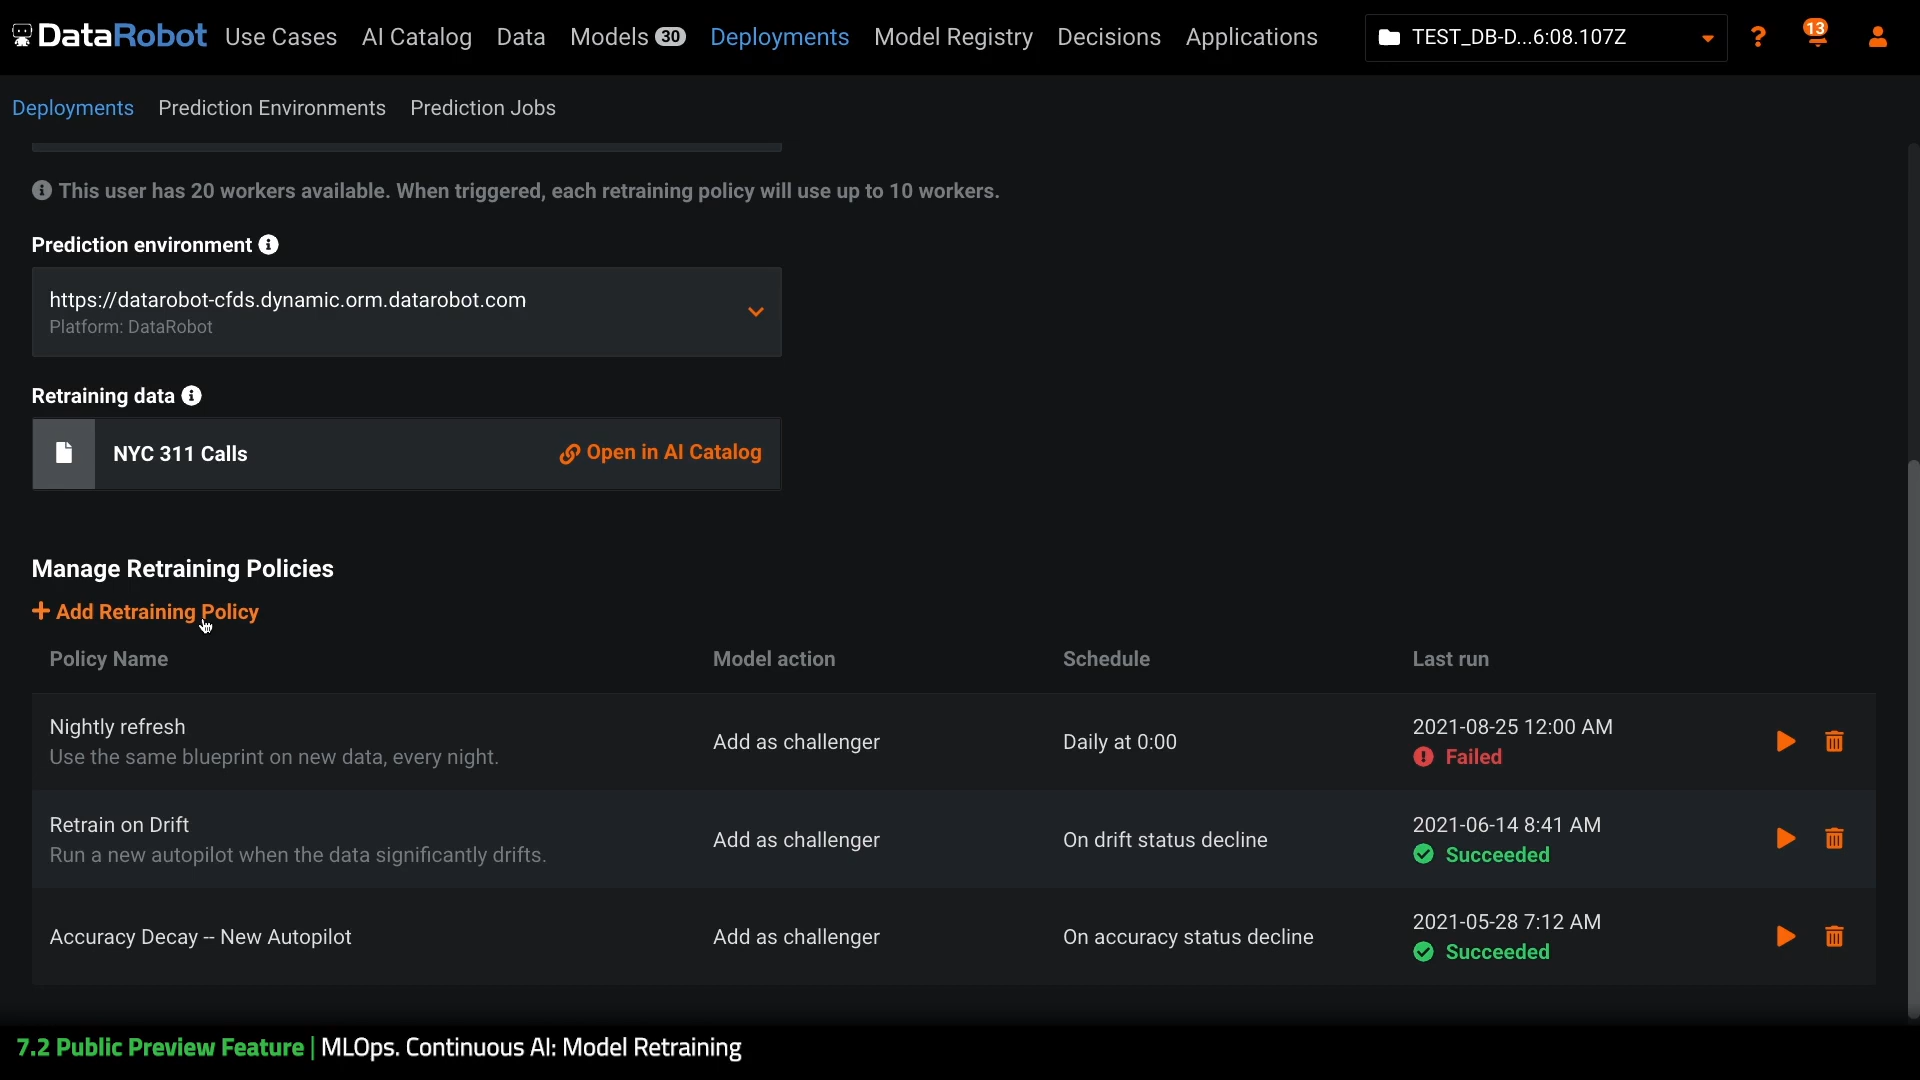 DataRobot Use Cases AI Catalog Data Models 30 Deployments Model Registry Decisions Applications TEST_DB-D...6:08.107Z ? 13
Deployments Prediction Environments Prediction Jobs
This user has 20 workers available. When triggered, each retraining policy will use up to 10 workers.
Prediction environment
https://datarobot-cfds.dynamic.orm.datarobot.com
Platform: DataRobot
Retraining data
NYC 311 Calls Open in AI Catalog
Manage Retraining Policies
+ Add Retraining Policy
Policy Name Model action Schedule Last run
Nightly refresh
Use the same blueprint on new data, every night.
Add as challenger
Daily at 0:00
2021-08-25 12:00 AM
Failed
Retrain on Drift
Run a new autopilot when the data significantly drifts.
Add as challenger
On drift status decline
2021-06-14 8:41 AM
Succeeded
Accuracy Decay -- New Autopilot
Add as challenger
On accuracy status decline
2021-05-28 7:12 AM
Succeeded
7.2 Public Preview Feature | MLOps. Continuous AI: Model Retraining